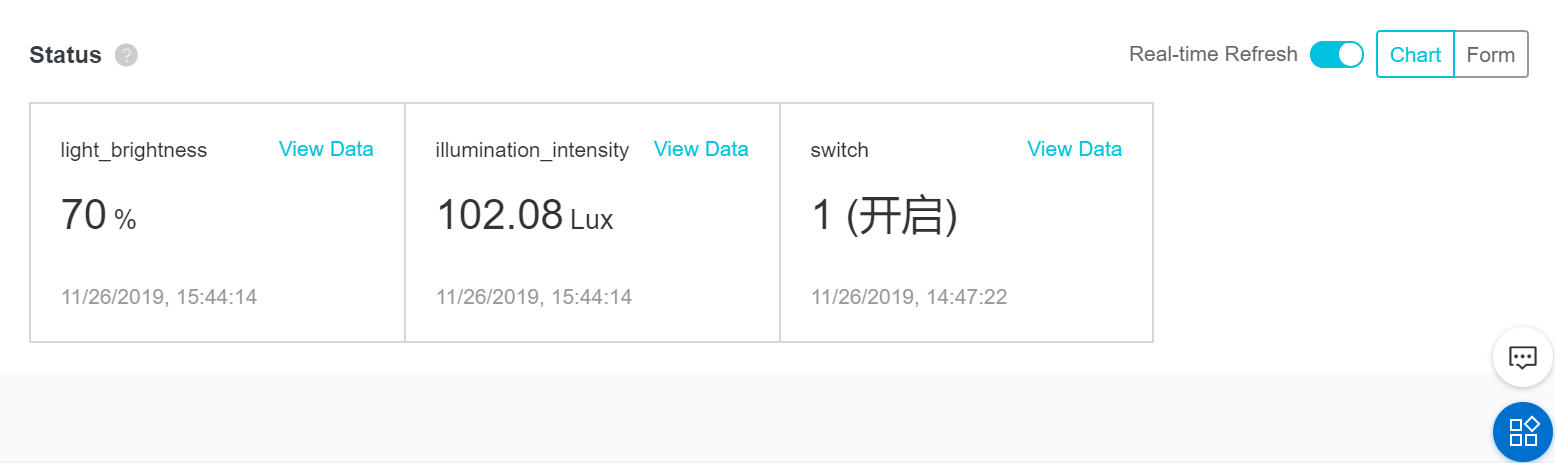 Status ?
Real-time Refresh Chart Form
light_brightness View Data
70 %
11/26/2019, 15:44:14
illumination_intensity View Data
102.08 Lux
11/26/2019, 15:44:14
switch View Data
1 (开启)
11/26/2019, 14:47:22